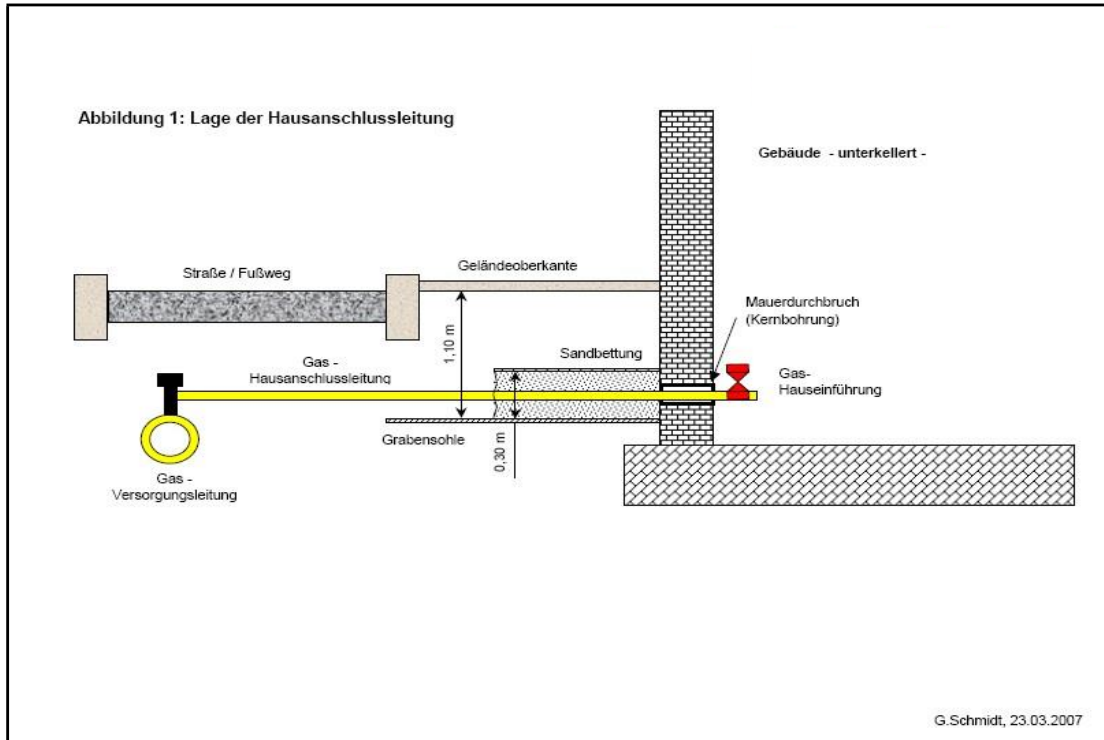 Abbildung 1: Lage der Hausanschlussleitung
Gebäude - unterkellert -
Straße / Fußweg
Geländeoberkante
Mauerdurchbruch
(Kernbohrung)
1,10 m
Sandbettung
Gas -
Hausanschlussleitung
Gas-
Hauseinführung
Grabensohle
0,30 m
Gas -
Versorgungsleitung
G.Schmidt, 23.03.2007